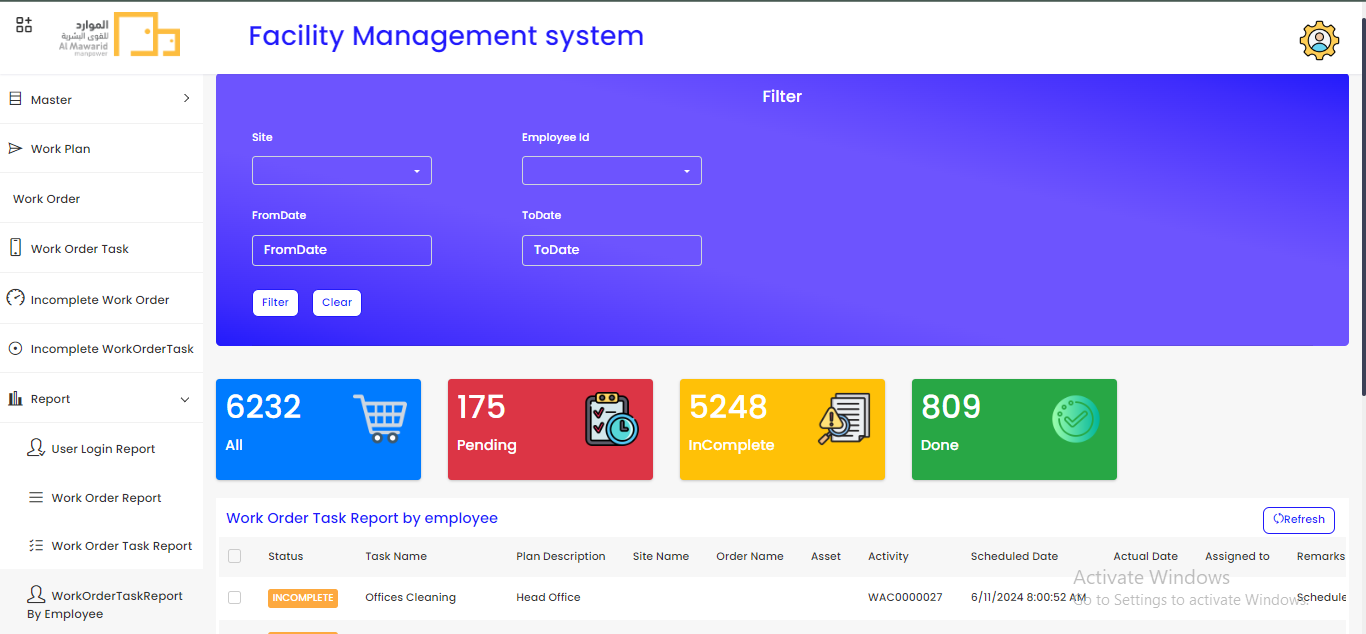 الموارد
للقوى البشرية
Al Mawarid
manpower
Facility Management system
Master
Work Plan
Work Order
Work Order Task
Incomplete Work Order
Incomplete WorkOrderTask
Report
User Login Report
Work Order Report
Work Order Task Report
WorkOrderTaskReport
By Employee
Filter
Site
Employee Id
FromDate
ToDate
FromDate
ToDate
Filter
Clear
6232
All
175
Pending
5248
InComplete
809
Done
Work Order Task Report by employee
Refresh
Status Task Name Plan Description Site Name Order Name Asset Activity Scheduled Date Actual Date Assigned to Remarks
INCOMPLETE Offices Cleaning Head Office WAC0000027 6/11/2024 8:00:52 AM Schedule
Activate Windows
Go to Settings to activate Windows.